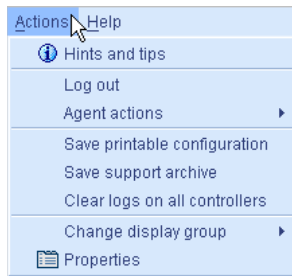 Actions Help
Hints and tips
Log out
Agent actions
Save printable configuration
Save support archive
Clear logs on all controllers
Change display group
Properties